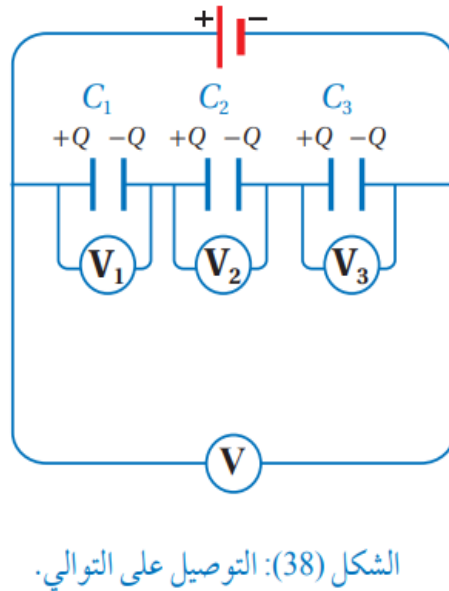 + −
C₁ C₂ C₃
+Q −Q +Q −Q +Q −Q
V₁ V₂ V₃
V
الشكل (38): التوصيل على التوالي.